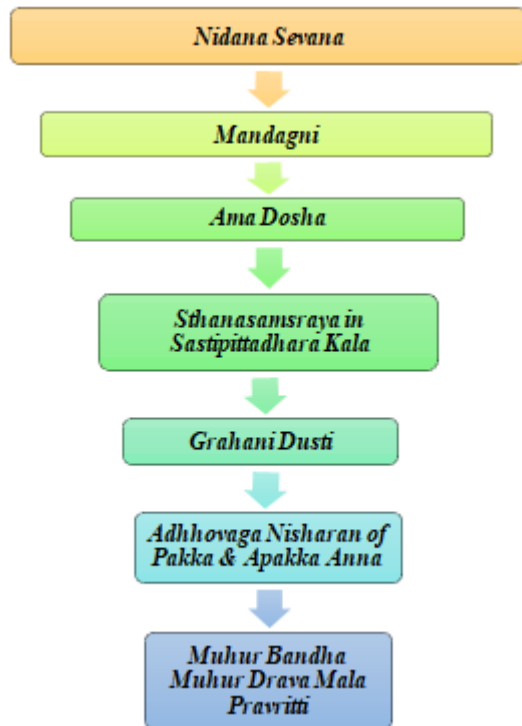 Nidana Sevana
Mandagni
Ama Dosha
Sthanasamsraya in
Sastipittadhara Kala
Grahani Dusti
Adhhovaga Nisharan of
Pakka & Apakka Anna
Muhur Bandha
Muhur Drava Mala
Pravritti